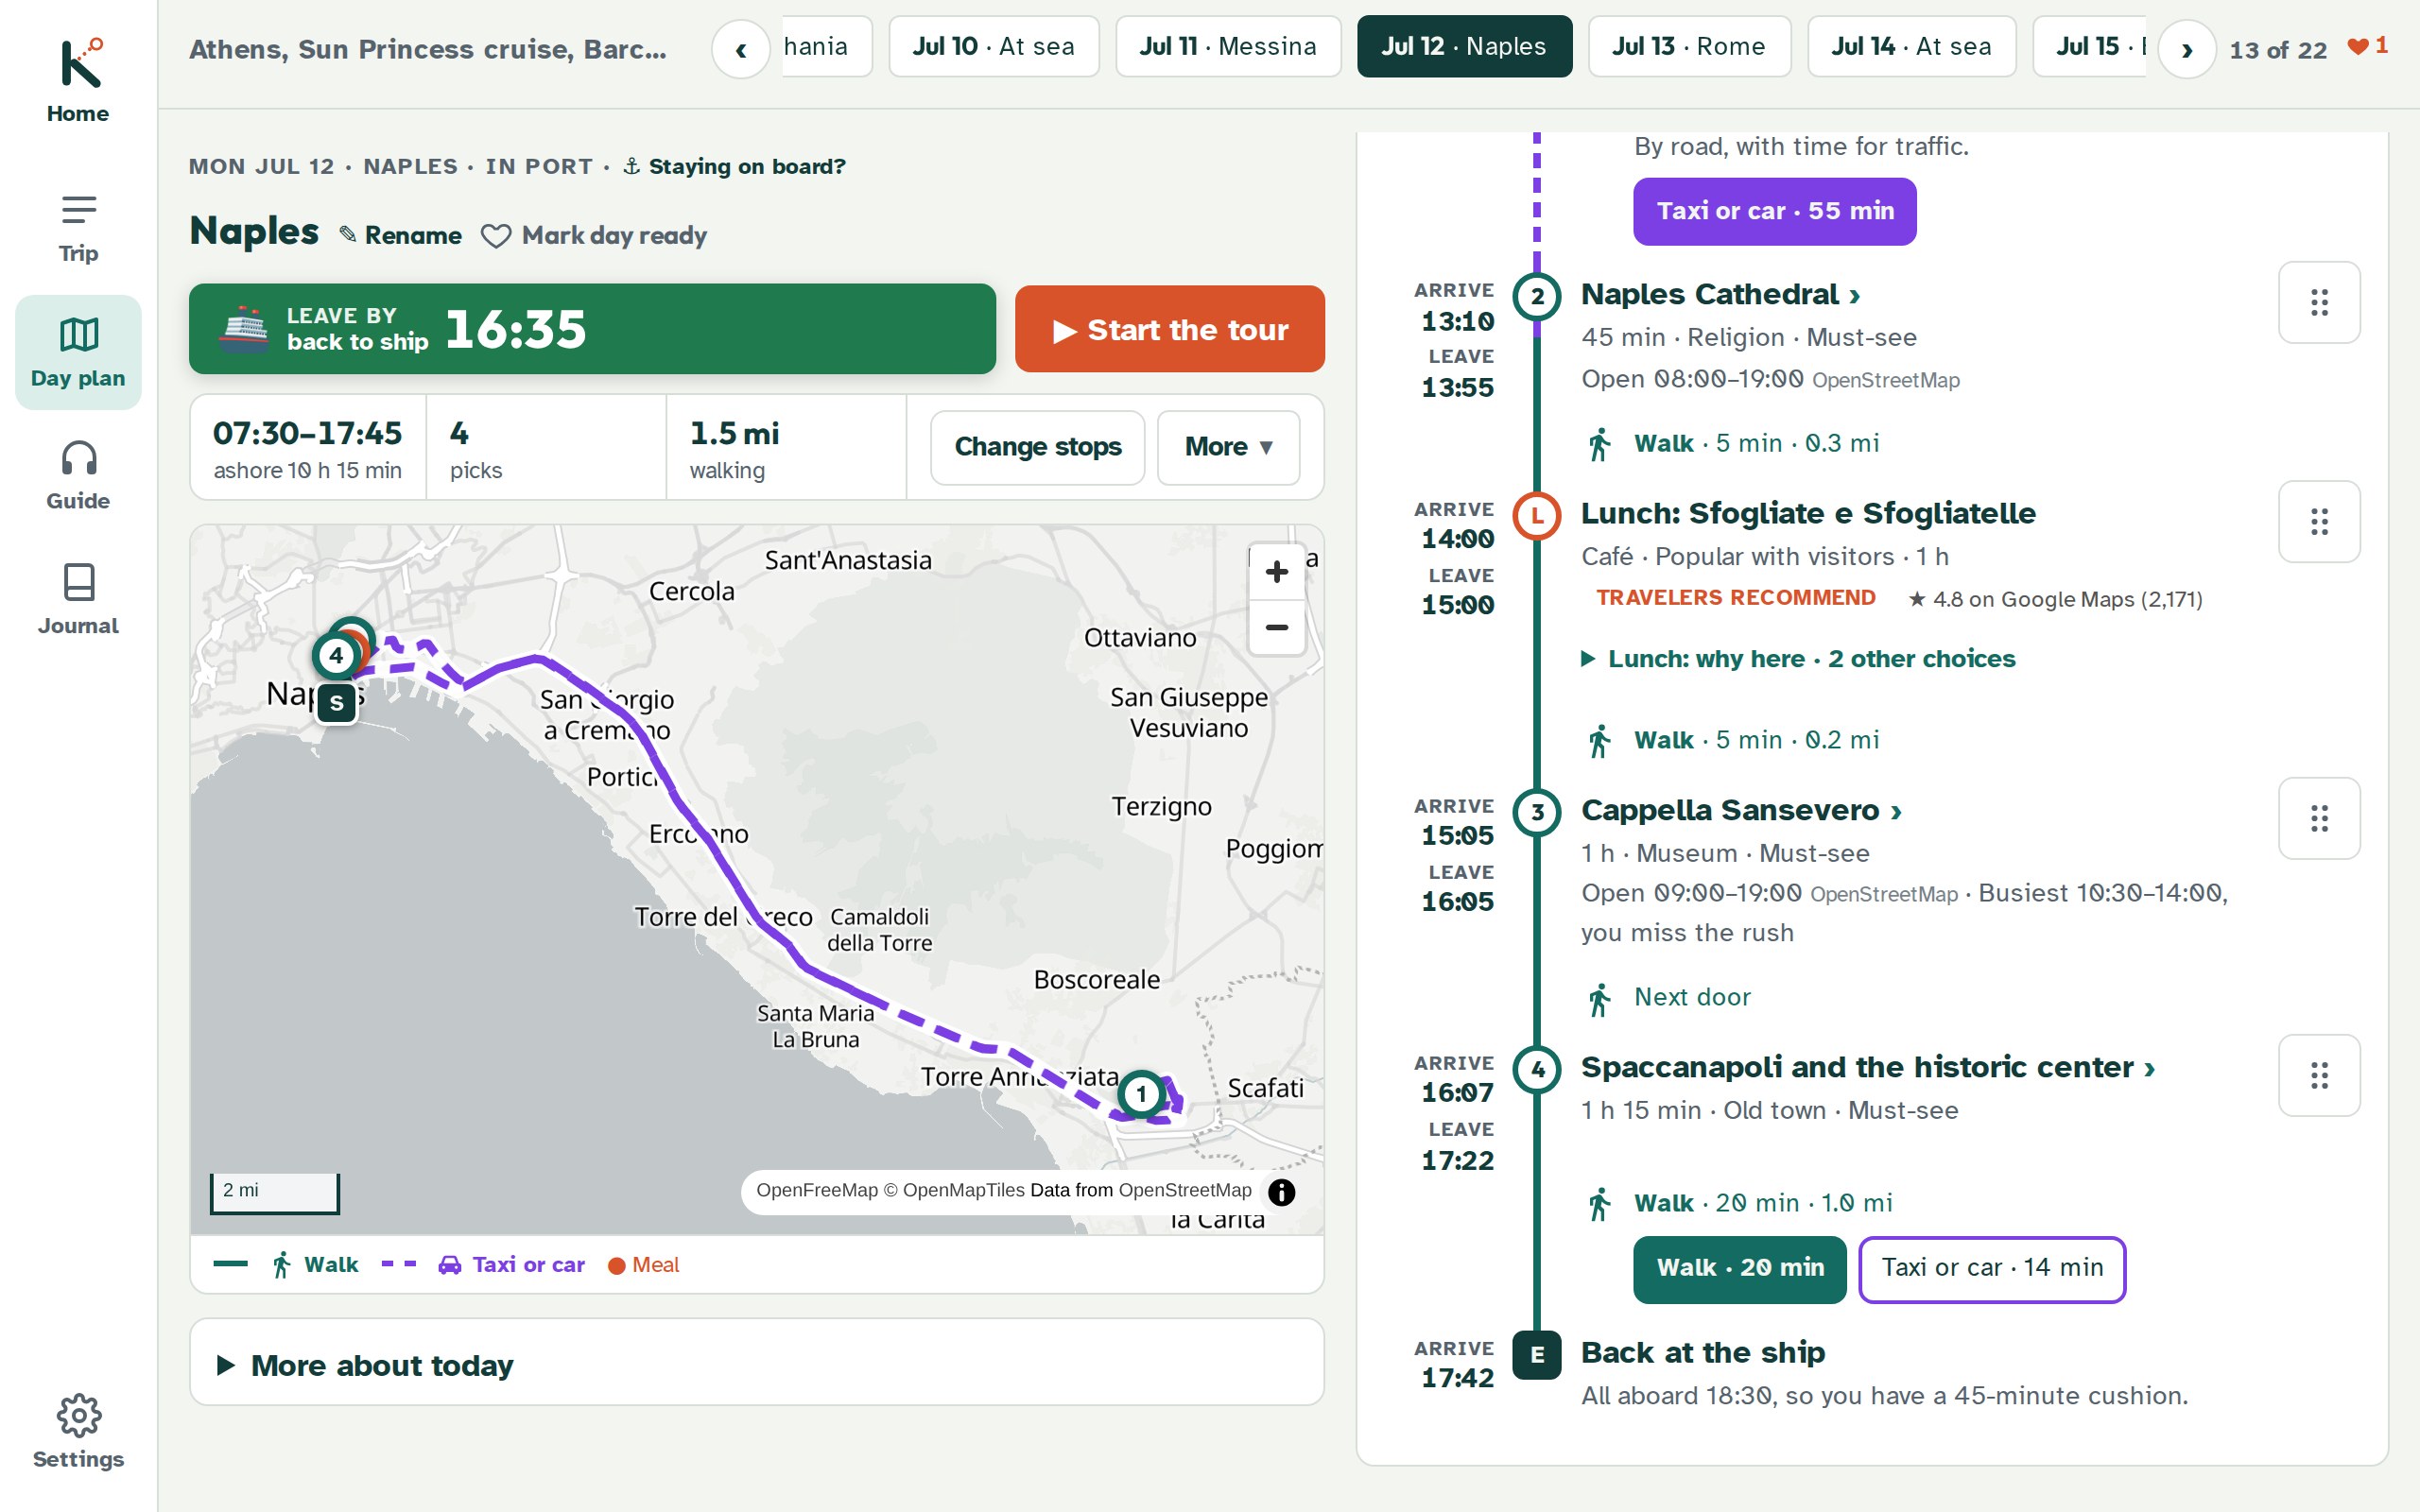 Home
Trip
Day plan
Guide
Journal
Settings
Athens, Sun Princess cruise, Barc...
‹
hania
Jul 10 · At sea
Jul 11 · Messina
Jul 12 · Naples
Jul 13 · Rome
Jul 14 · At sea
Jul 15 ·
›
13 of 22
1
MON JUL 12 · NAPLES · IN PORT · Staying on board?
Naples
Rename
Mark day ready
LEAVE BY
back to ship
16:35
Start the tour
07:30–17:45
ashore 10 h 15 min
4
picks
1.5 mi
walking
Change stops
More ▾
Sant'Anastasia
Cercola
Ottaviano
San Giuseppe
Vesuviano
San Giorgio
a Cremano
Portici
Terzigno
Ercolano
Poggiom
Torre del Greco
Camaldoli
della Torre
Boscoreale
Santa Maria
La Bruna
Torre Annunziata
Scafati
la Carità
Naples
4
S
1
+
−
2 mi
OpenFreeMap © OpenMapTiles Data from OpenStreetMap
Walk
Taxi or car
Meal
More about today
By road, with time for traffic.
Taxi or car · 55 min
ARRIVE
13:10
LEAVE
13:55
2
Naples Cathedral ›
45 min · Religion · Must-see
Open 08:00–19:00 OpenStreetMap
Walk · 5 min · 0.3 mi
ARRIVE
14:00
LEAVE
15:00
L
Lunch: Sfogliate e Sfogliatelle
Café · Popular with visitors · 1 h
TRAVELERS RECOMMEND
★ 4.8 on Google Maps (2,171)
Lunch: why here · 2 other choices
Walk · 5 min · 0.2 mi
ARRIVE
15:05
LEAVE
16:05
3
Cappella Sansevero ›
1 h · Museum · Must-see
Open 09:00–19:00 OpenStreetMap · Busiest 10:30–14:00,
you miss the rush
Next door
ARRIVE
16:07
LEAVE
17:22
4
Spaccanapoli and the historic center ›
1 h 15 min · Old town · Must-see
Walk · 20 min · 1.0 mi
Walk · 20 min
Taxi or car · 14 min
ARRIVE
17:42
E
Back at the ship
All aboard 18:30, so you have a 45-minute cushion.